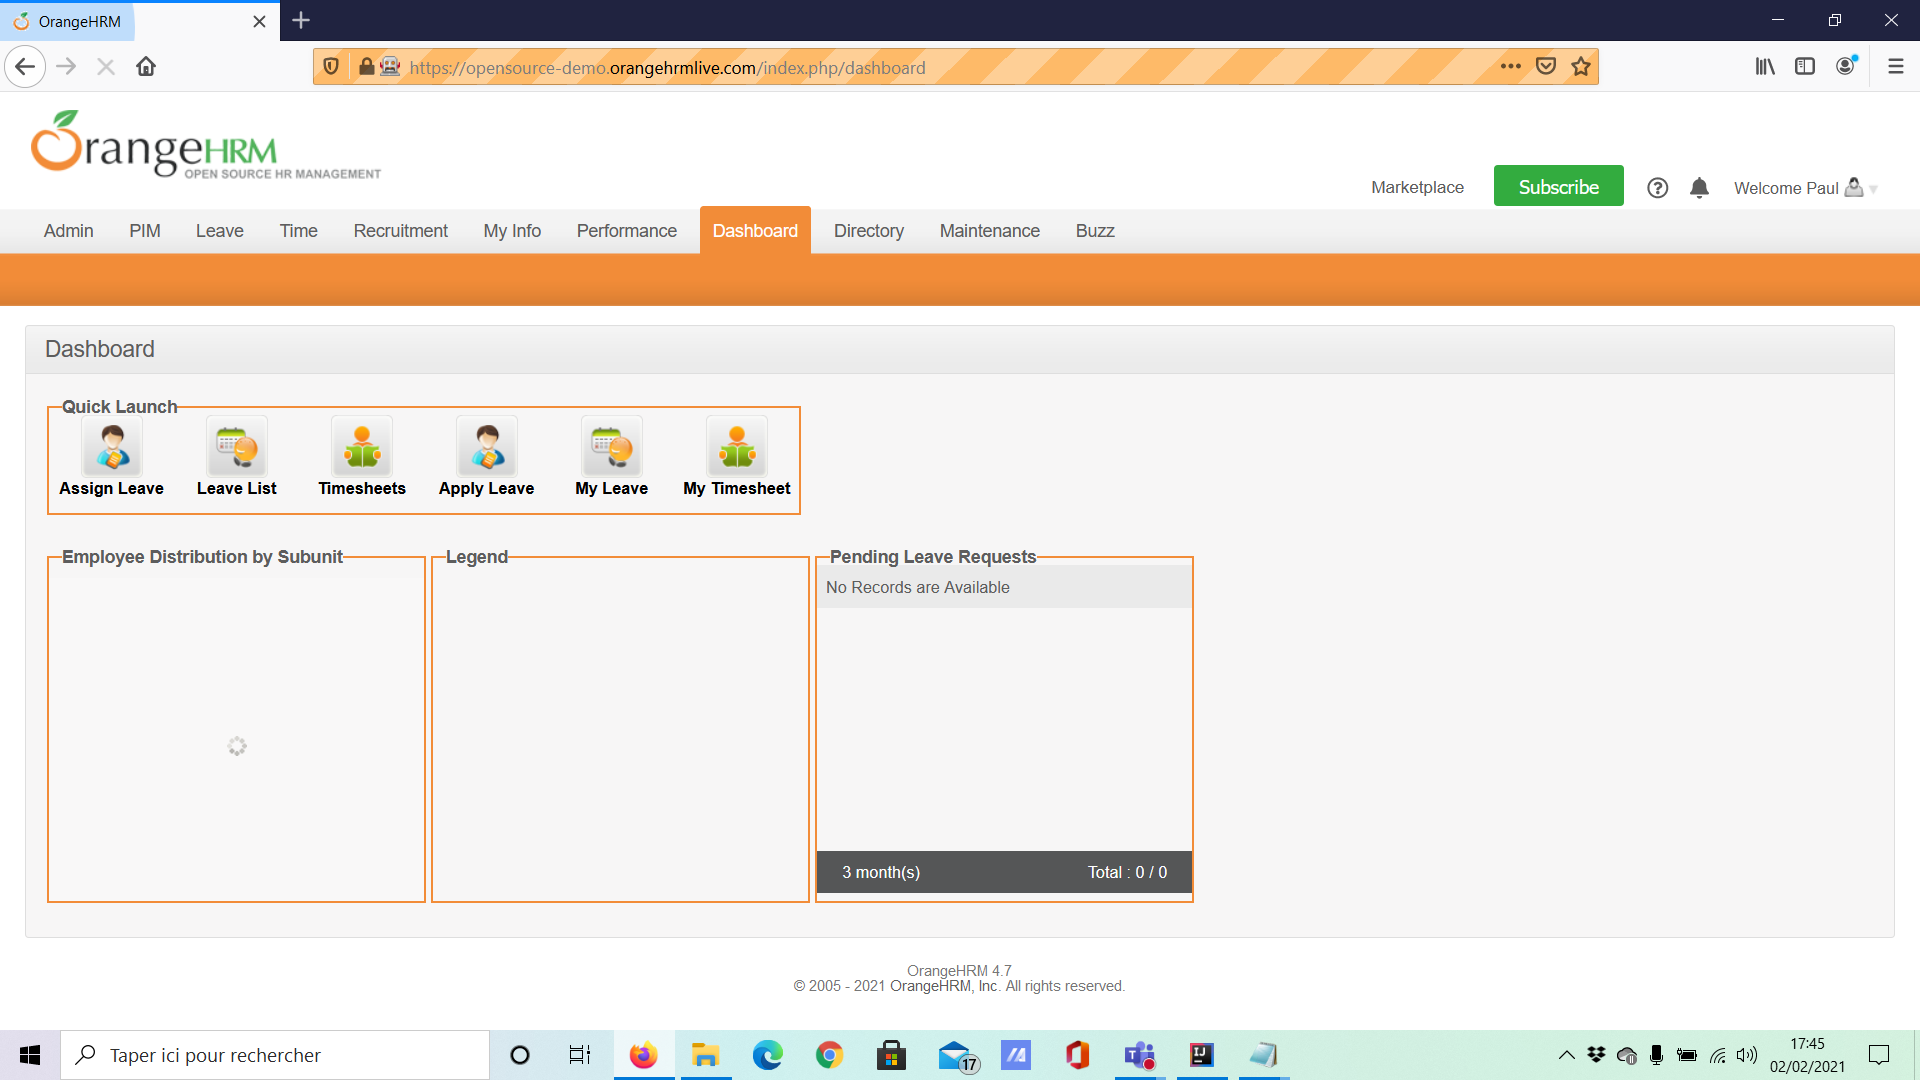 OrangeHRM
https://opensource-demo.orangehrmlive.com/index.php/dashboard
OrangeHRM
OPEN SOURCE HR MANAGEMENT
Marketplace
Subscribe
Welcome Paul
Admin PIM Leave Time Recruitment My Info Performance Dashboard Directory Maintenance Buzz
Dashboard
Quick Launch
Assign Leave Leave List Timesheets Apply Leave My Leave My Timesheet
Employee Distribution by Subunit
Legend
Pending Leave Requests
No Records are Available
3 month(s) Total : 0 / 0
OrangeHRM 4.7
© 2005 - 2021 OrangeHRM, Inc. All rights reserved.
Taper ici pour rechercher
17
IJ
17:45
02/02/2021